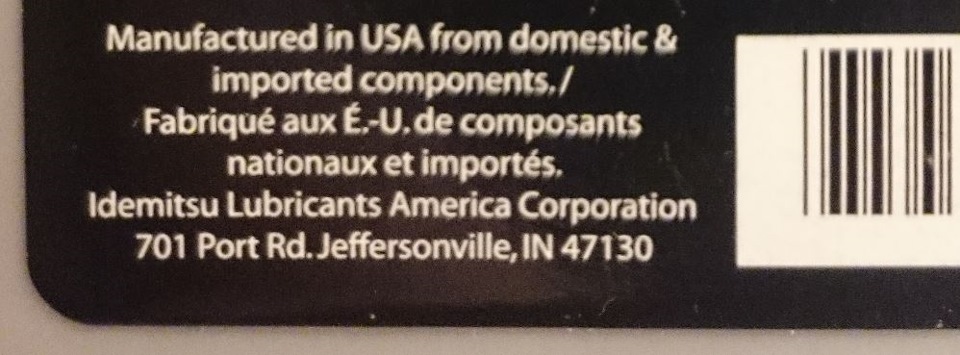 Manufactured in USA from domestic &
imported components./
Fabriqué aux É.-U. de composants
nationaux et importés.
Idemitsu Lubricants America Corporation
701 Port Rd. Jeffersonville, IN 47130